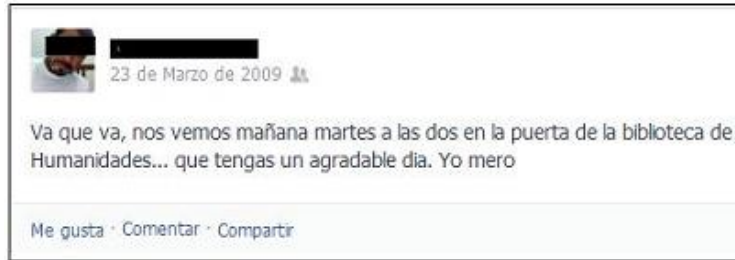 23 de Marzo de 2009
Va que va, nos vemos mañana martes a las dos en la puerta de la biblioteca de
Humanidades... que tengas un agradable dia. Yo mero
Me gusta · Comentar · Compartir